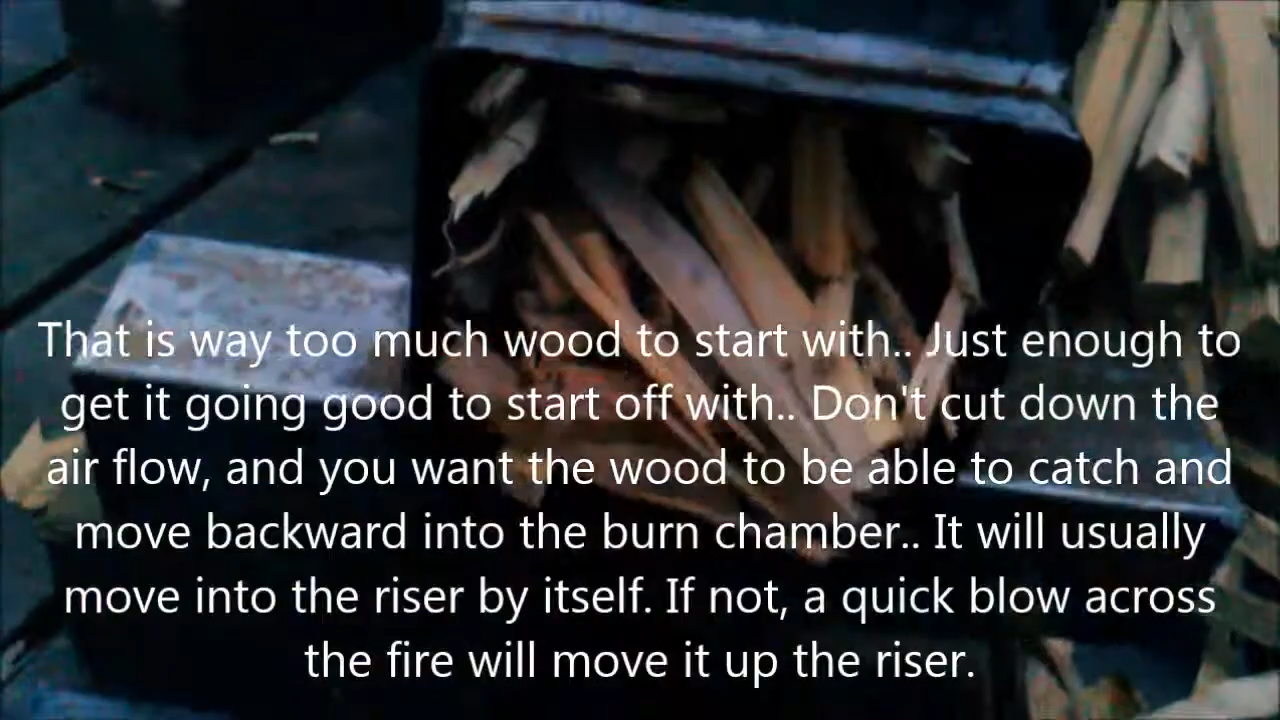 That is way too much wood to start with.. Just enough to
get it going good to start off with.. Don't cut down the
air flow, and you want the wood to be able to catch and
move backward into the burn chamber.. It will usually
move into the riser by itself. If not, a quick blow across
the fire will move it up the riser.